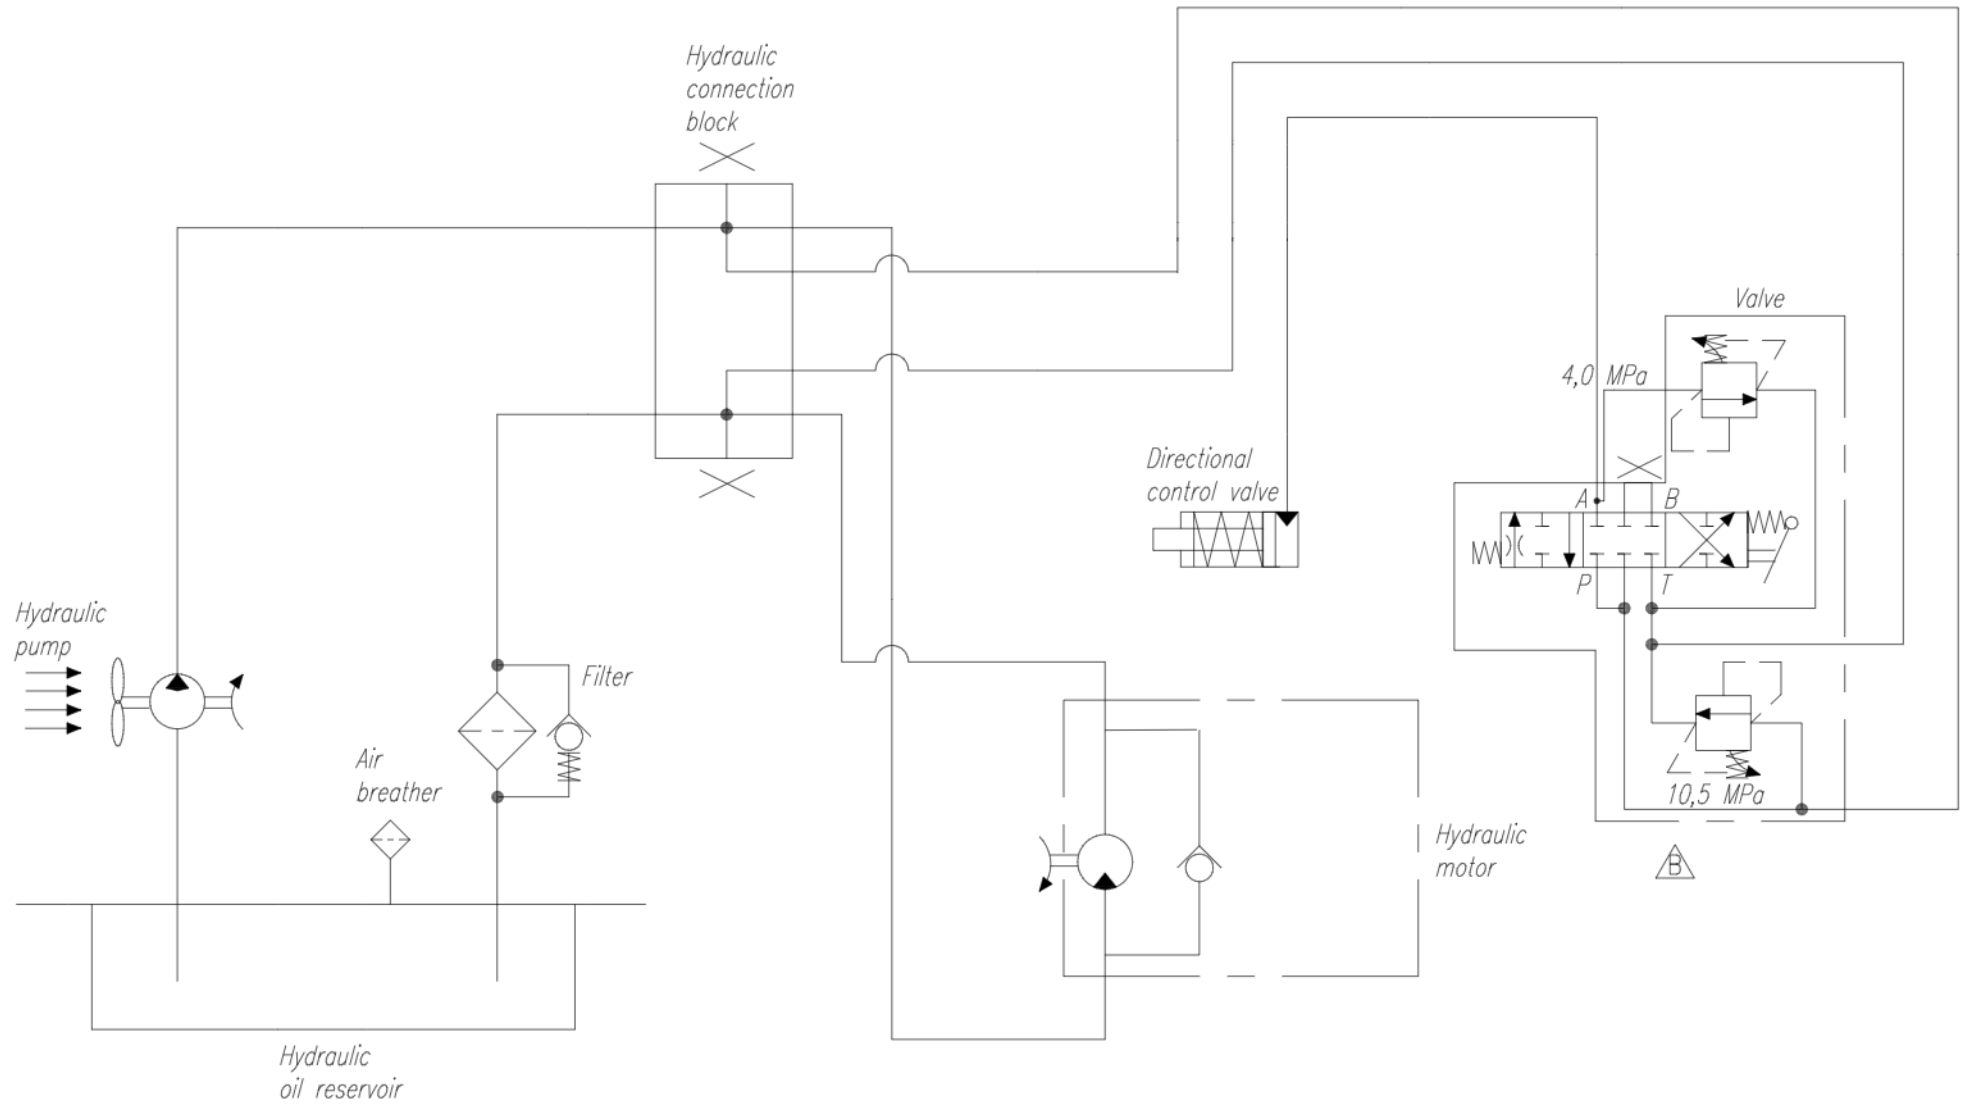 Hydraulic
connection
block
Valve
4,0 MPa
Directional
control valve
A
B
P
T
Hydraulic
pump
Filter
Air
breather
10,5 MPa
Hydraulic
motor
B
Hydraulic
oil reservoir